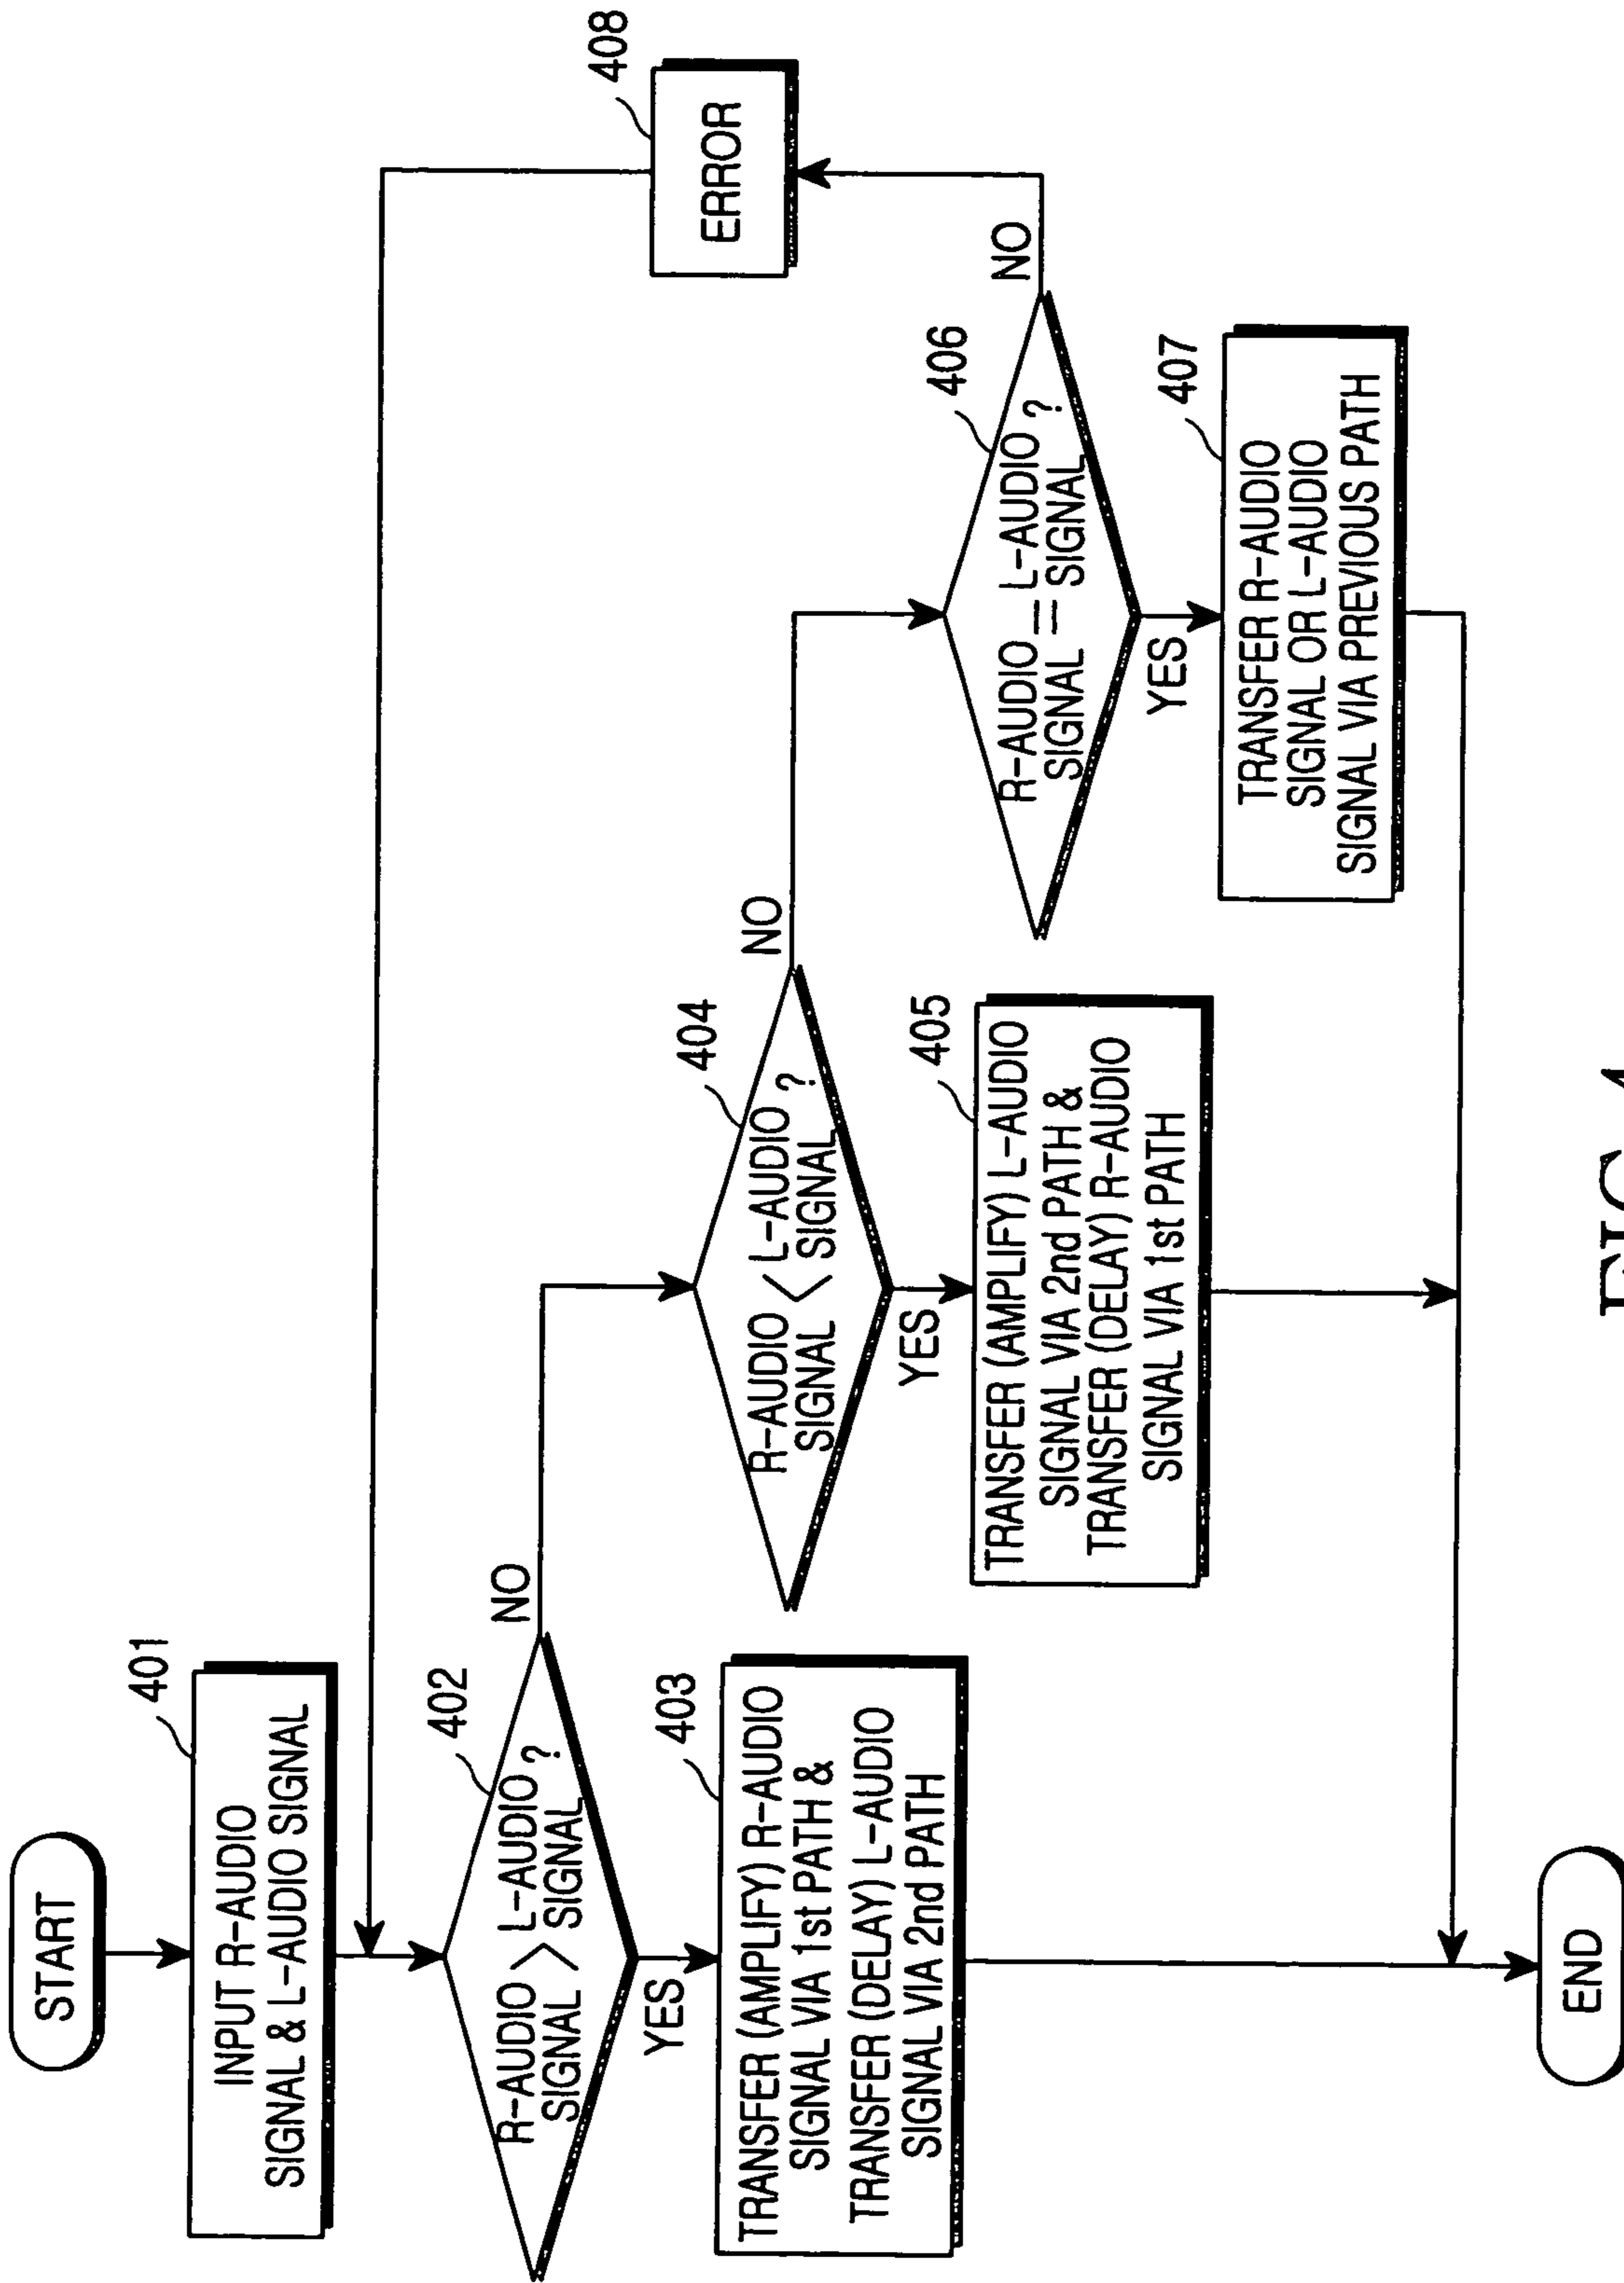 START
401
INPUT R-AUDIO
SIGNAL & L-AUDIO SIGNAL
402
R-AUDIO > L-AUDIO ?
SIGNAL SIGNAL
NO
YES
403
TRANSFER (AMPLIFY) R-AUDIO
SIGNAL VIA 1st PATH &
TRANSFER (DELAY) L-AUDIO
SIGNAL VIA 2nd PATH
404
R-AUDIO < L-AUDIO ?
SIGNAL SIGNAL
NO
YES
405
TRANSFER (AMPLIFY) L-AUDIO
SIGNAL VIA 2nd PATH &
TRANSFER (DELAY) R-AUDIO
SIGNAL VIA 1st PATH
406
R-AUDIO = L-AUDIO ?
SIGNAL SIGNAL
NO
YES
407
TRANSFER R-AUDIO
SIGNAL OR L-AUDIO
SIGNAL VIA PREVIOUS PATH
408
ERROR
END
FIG. 4